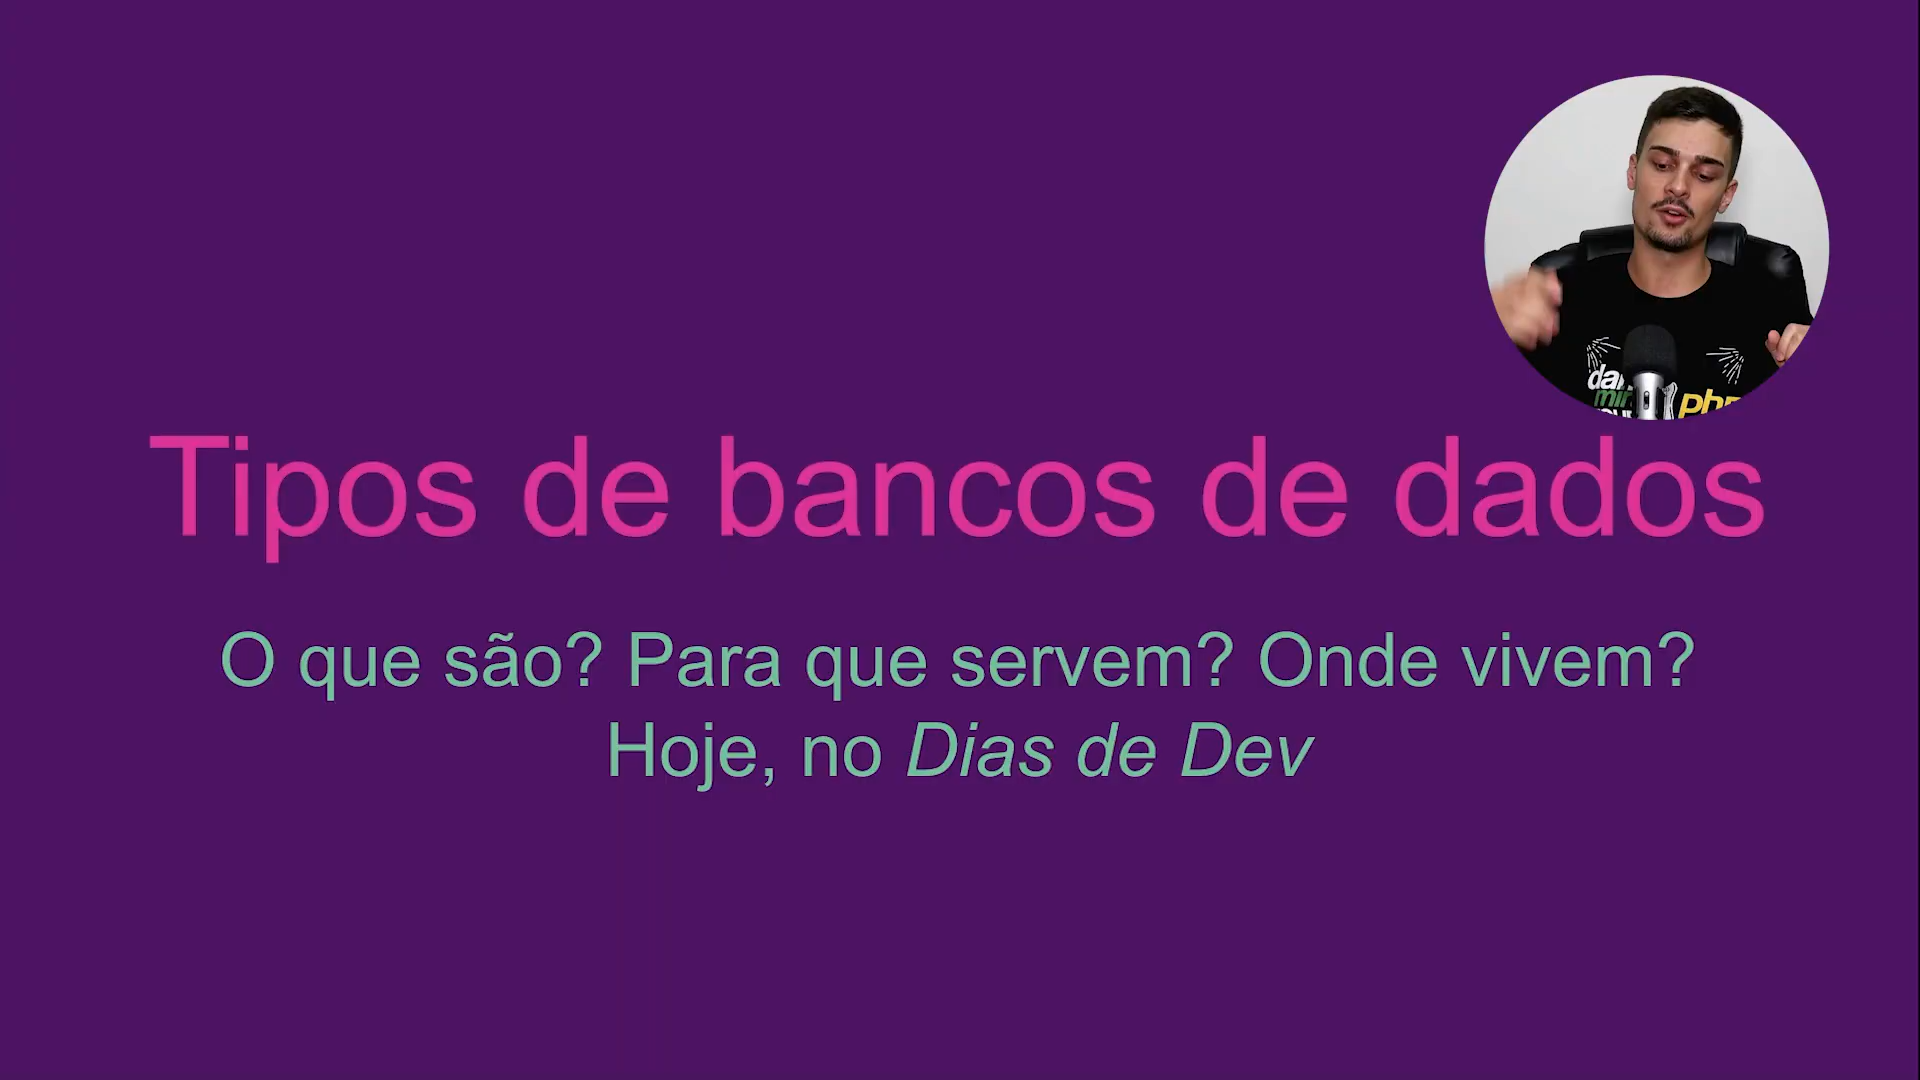 Tipos de bancos de dados
O que são? Para que servem? Onde vivem?
Hoje, no Dias de Dev